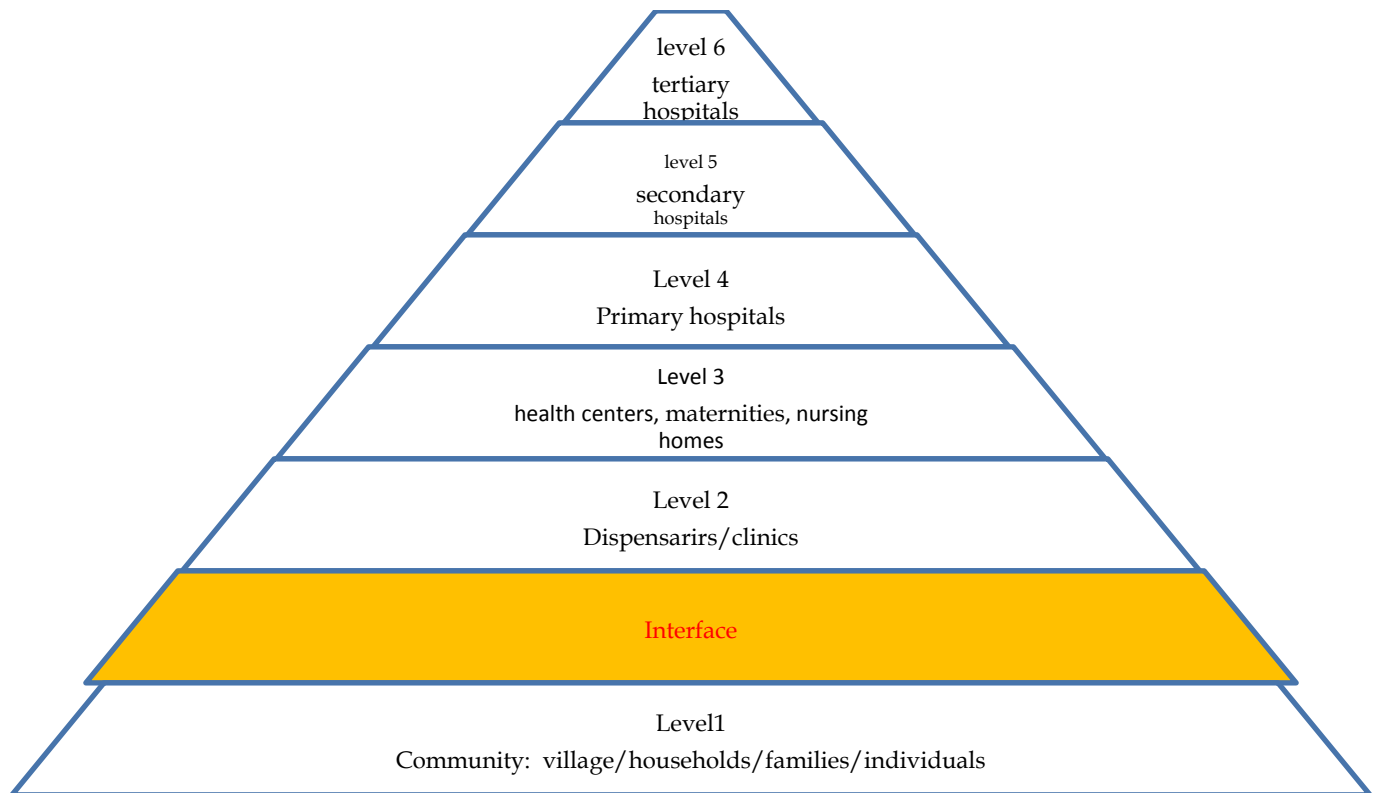 level 6
tertiary
hospitals
level 5
secondary
hospitals
Level 4
Primary hospitals
Level 3
health centers, maternities, nursing
homes
Level 2
Dispensarirs/clinics
Interface
Level1
Community:  village/households/families/individuals